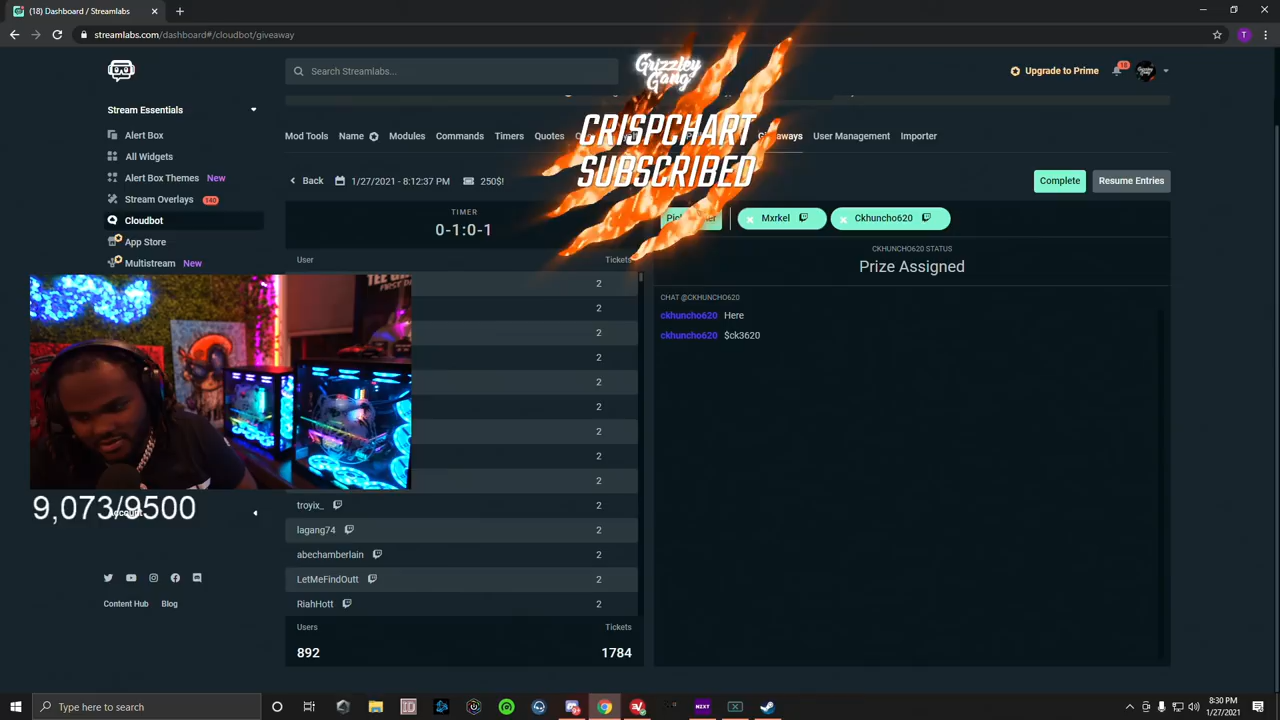 (18) Dashboard / Streamlabs
streamlabs.com/dashboard#/cloudbot/giveaway
Search Streamlabs...
Grizzley Gang
Upgrade to Prime
18
Stream Essentials
Alert Box
All Widgets
Alert Box Themes New
Stream Overlays 140
Cloudbot
App Store
Multistream New
Mod Tools Name Modules Commands Timers Quotes
User Management Importer
CRISPCHART
SUBSCRIBED
Back 1/27/2021 - 8:12:37 PM 250$!
Complete Resume Entries
TIMER
0-1:0-1
Mxrkel Ckhuncho620
User Tickets
CKHUNCHO620 STATUS
Prize Assigned
CHAT @CKHUNCHO620
ckhuncho620 Here
ckhuncho620 $ck3620
2
2
2
2
2
2
2
2
2
troyix_ 2
lagang74 2
abechamberlain 2
LetMeFindOutt 2
RiahHott 2
Users Tickets
892 1784
9,073/9500
Account
Content Hub Blog
Type here to search
N2XT
8:30 PM
1/27/2021